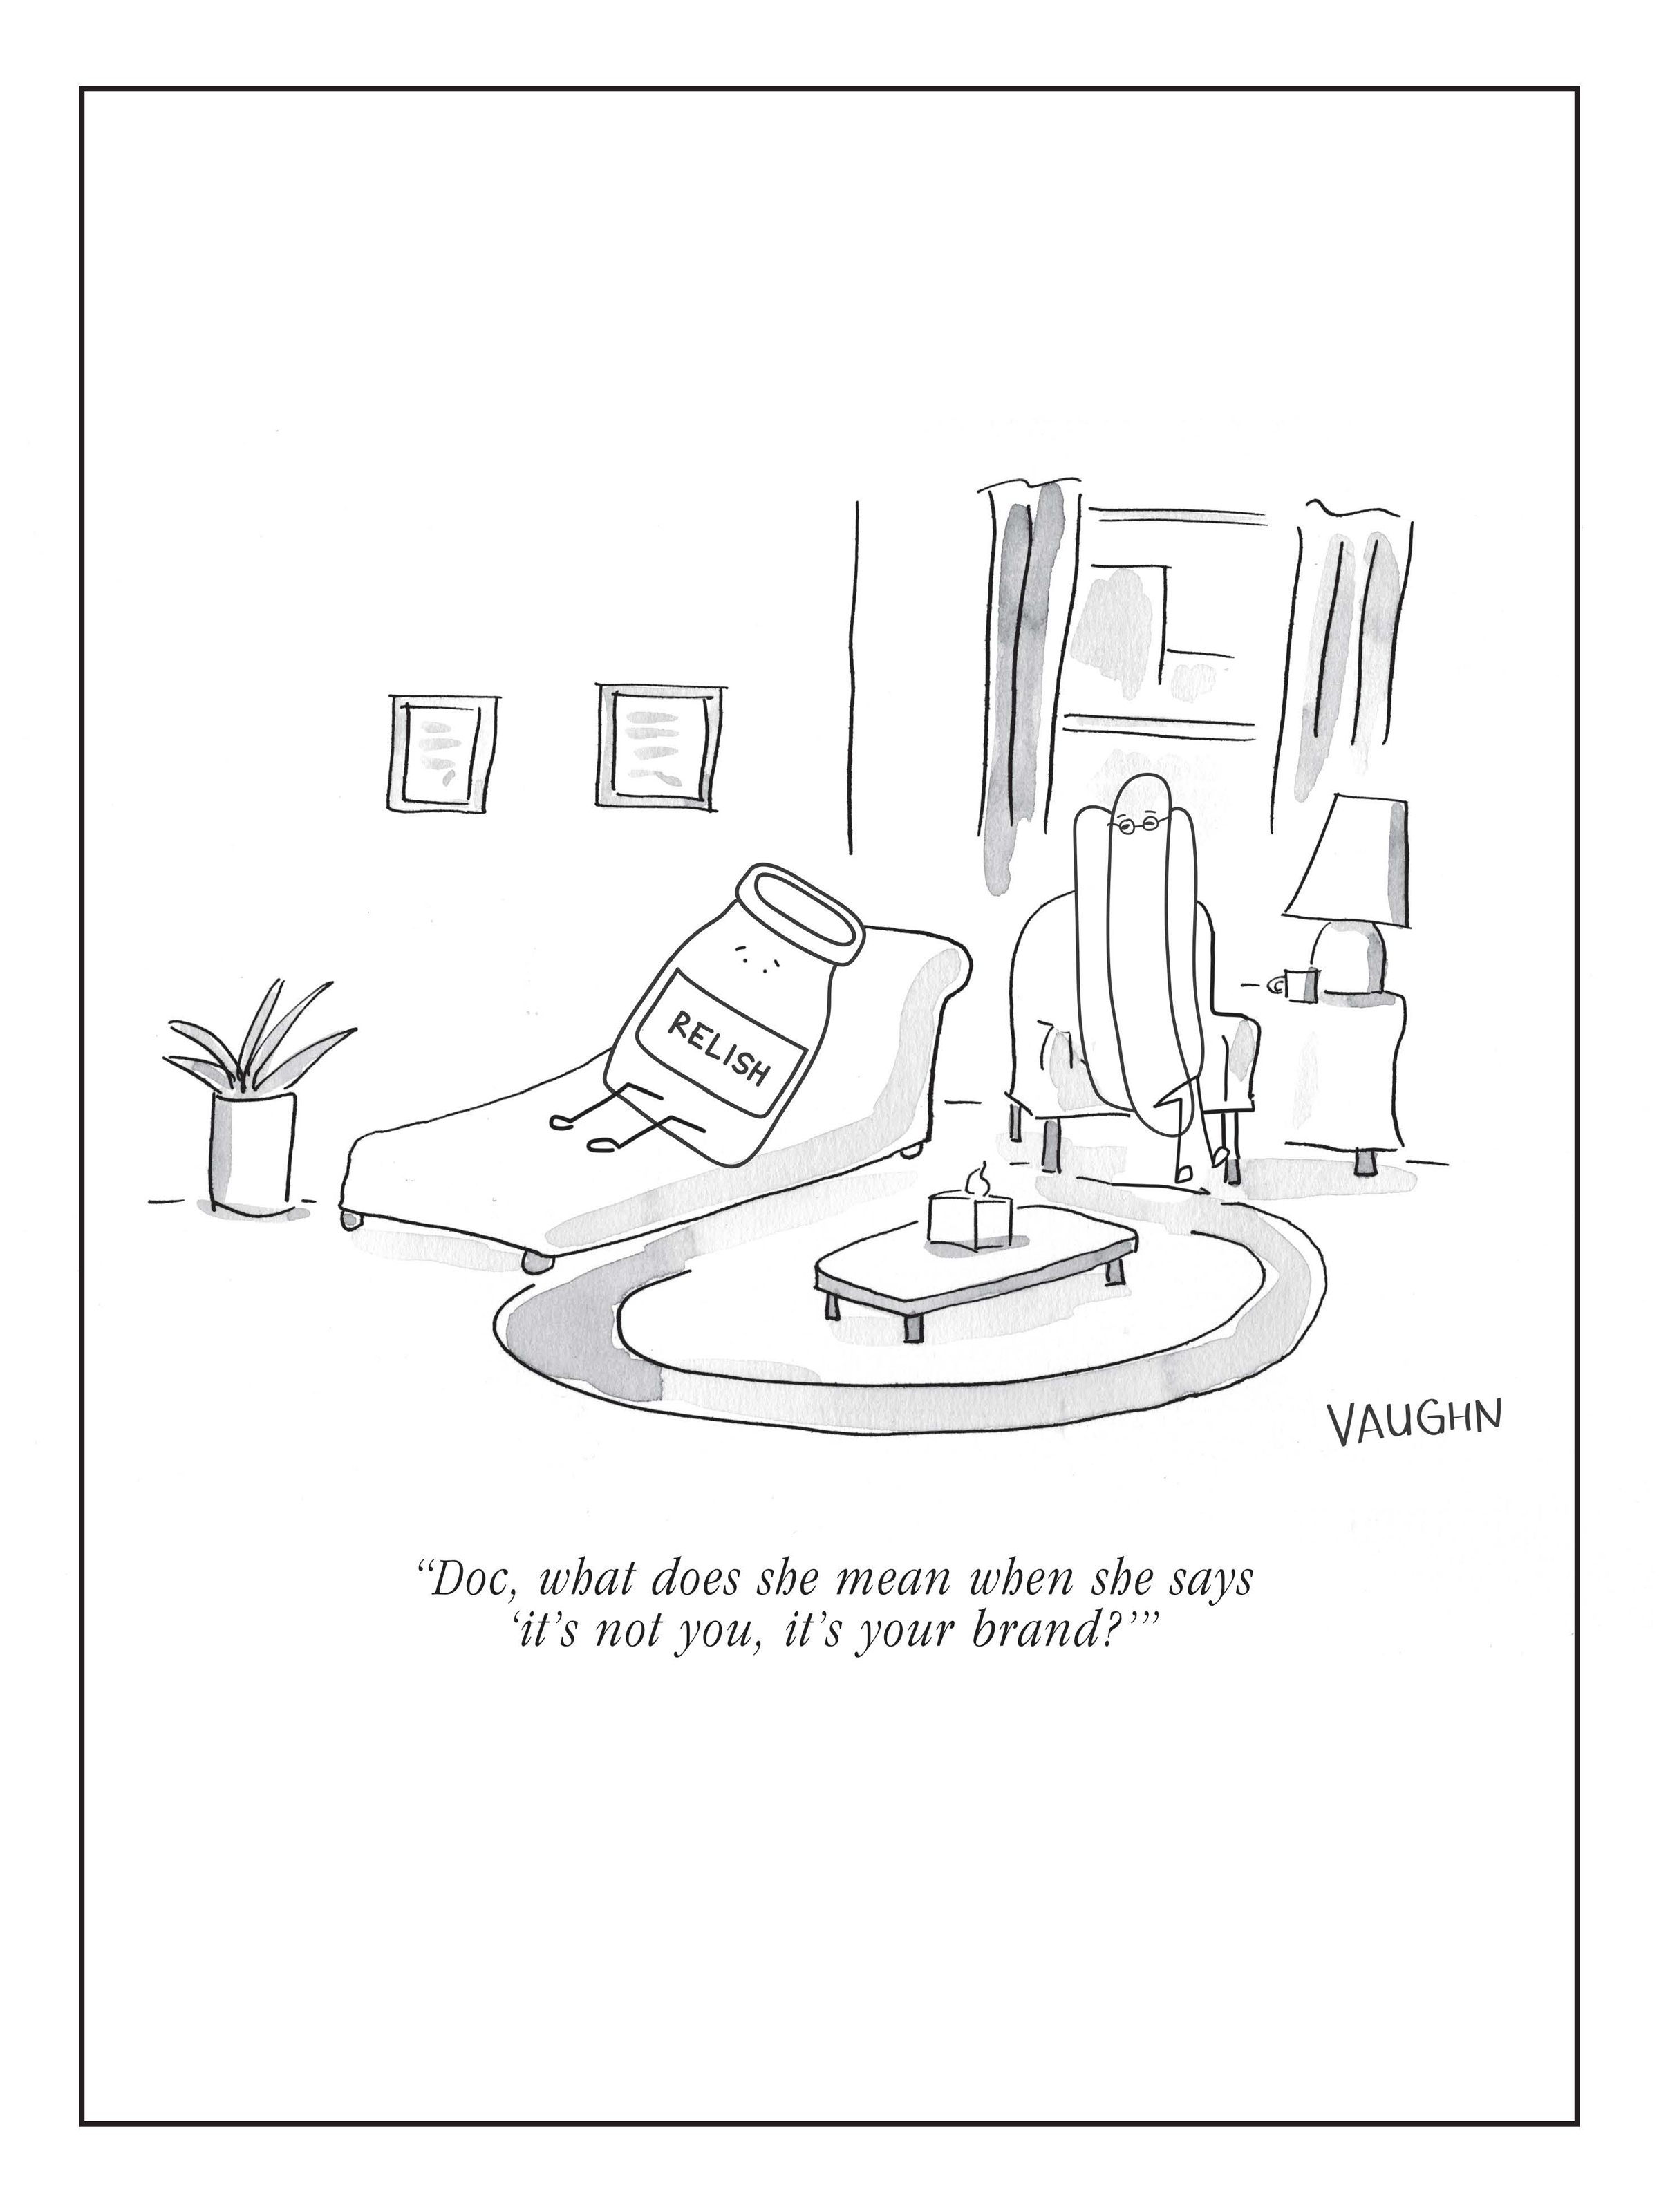 RELISH
VAUGHN
“Doc, what does she mean when she says
‘it’s not you, it’s your brand?’”